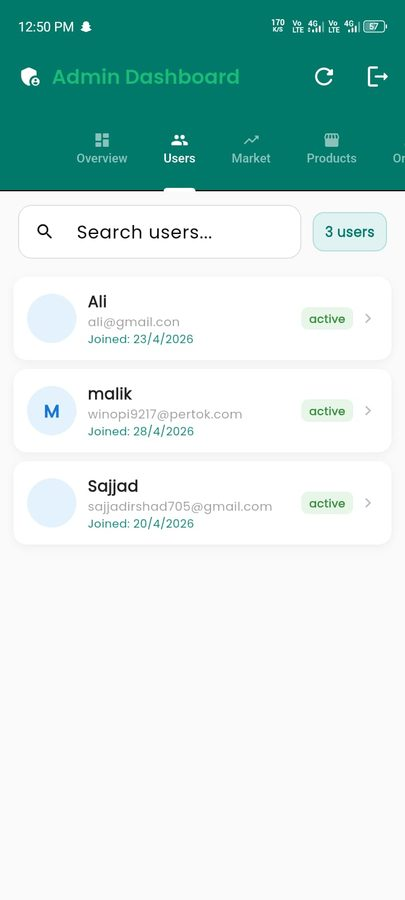 12:50 PM
170 K/S Vo LTE 4G Vo LTE 4G 57
Admin Dashboard
Overview
Users
Market
Products
Or
Search users...
3 users
Ali
ali@gmail.con
Joined: 23/4/2026
active
M
malik
winopi9217@pertok.com
Joined: 28/4/2026
active
Sajjad
sajjadirshad705@gmail.com
Joined: 20/4/2026
active